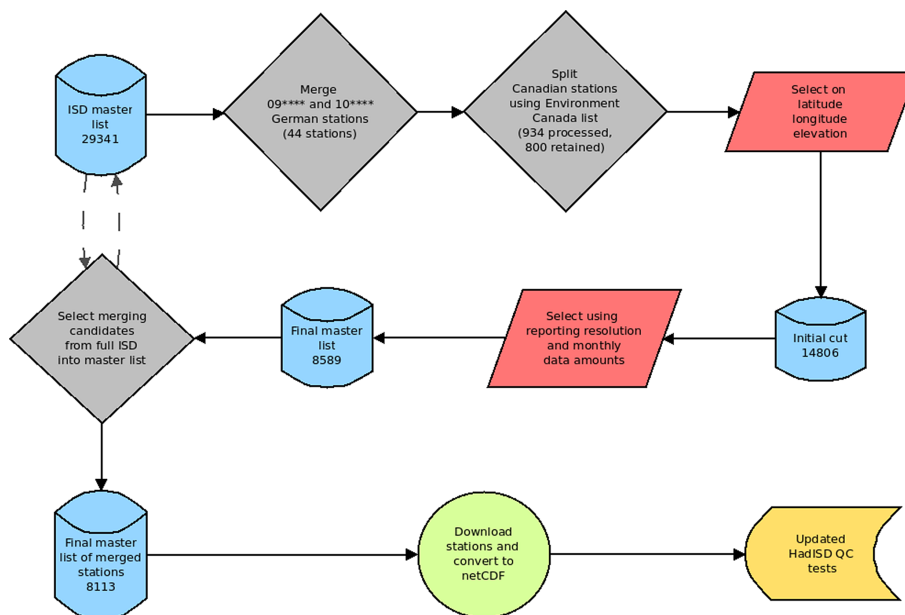 ISD master
list
29341
Merge
09**** and 10****
German stations
(44 stations)
Split
Canadian stations
using Environment
Canada list
(934 processed,
800 retained)
Select on
latitude
longitude
elevation
Initial cut
14806
Select using
reporting resolution
and monthly
data amounts
Final master
list
8589
Select merging
candidates
from full ISD
into master list
Final master
list of merged
stations
8113
Download
stations and
convert to
netCDF
Updated
HadISD QC
tests